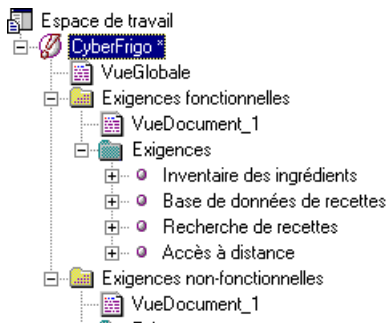 Espace de travail
CyberFrigo *
VueGlobale
Exigences fonctionnelles
VueDocument_1
Exigences
Inventaire des ingrédients
Base de données de recettes
Recherche de recettes
Accès à distance
Exigences non-fonctionnelles
VueDocument_1